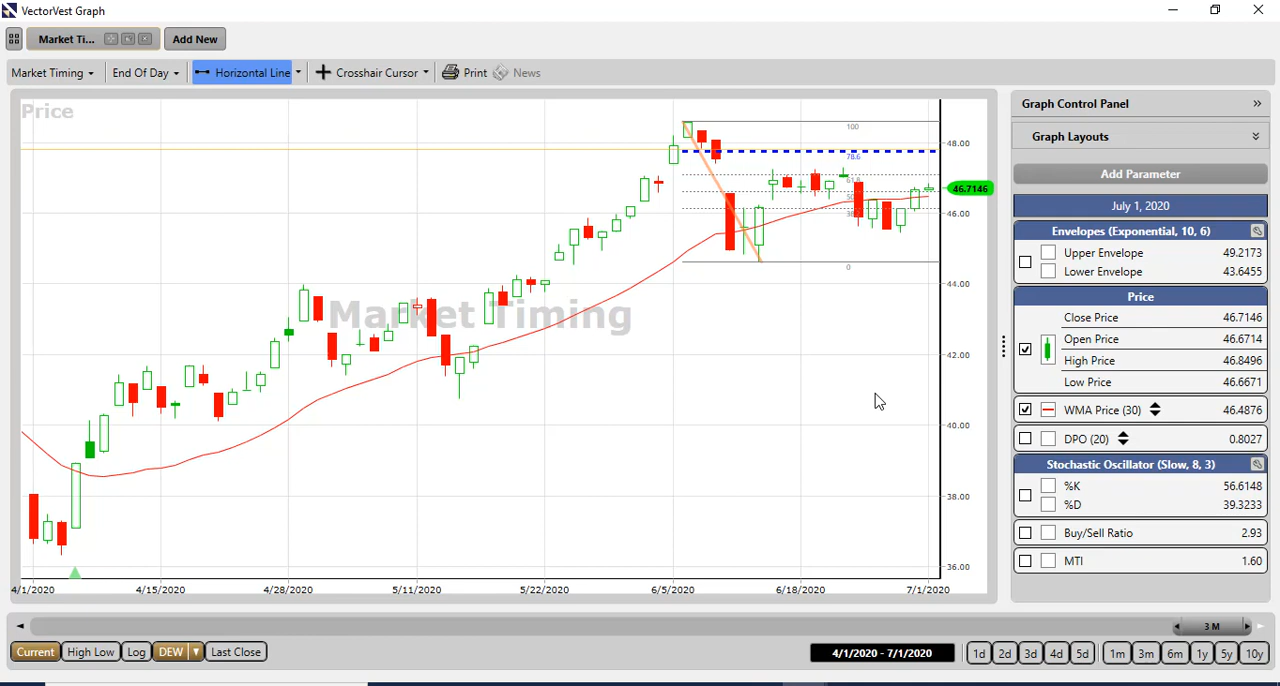 VectorVest Graph
Market Ti...
Add New
Market Timing
End Of Day
Horizontal Line
Crosshair Cursor
Print
News
Price
Market Timing
100
78.6
61.8
0
48.00
46.7146
46.00
44.00
42.00
40.00
38.00
36.00
4/1/2020
4/15/2020
4/28/2020
5/11/2020
5/22/2020
6/5/2020
6/18/2020
7/1/2020
Graph Control Panel
Graph Layouts
Add Parameter
July 1, 2020
Envelopes (Exponential, 10, 6)
Upper Envelope 49.2173
Lower Envelope 43.6455
Price
Close Price 46.7146
Open Price 46.6714
High Price 46.8496
Low Price 46.6671
WMA Price (30) 46.4876
DPO (20) 0.8027
Stochastic Oscillator (Slow, 8, 3)
%K 56.6148
%D 39.3233
Buy/Sell Ratio 2.93
MTI 1.60
3 M
Current
High Low
Log
DEW
Last Close
4/1/2020 - 7/1/2020
1d
2d
3d
4d
5d
1m
3m
6m
1y
5y
10y